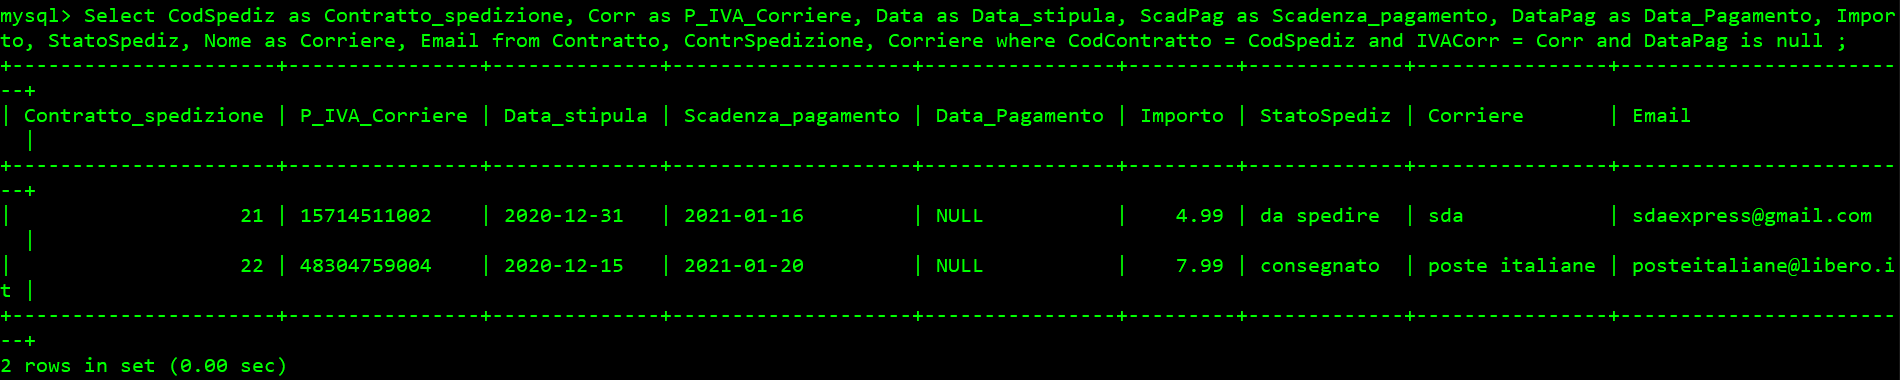 mysql> Select CodSpediz as Contratto_spedizione, Corr as P_IVA_Corriere, Data as Data_stipula, ScadPag as Scadenza_pagamento, DataPag as Data_Pagamento, Impor
to, StatoSpediz, Nome as Corriere, Email from Contratto, ContrSpedizione, Corriere where CodContratto = CodSpediz and IVACorr = Corr and DataPag is null ;
+----------------------+----------------+--------------+--------------------+----------------+---------+-------------+----------------+-----------------------
--+
| Contratto_spedizione | P_IVA_Corriere | Data_stipula | Scadenza_pagamento | Data_Pagamento | Importo | StatoSpediz | Corriere       | Email
  |
+----------------------+----------------+--------------+--------------------+----------------+---------+-------------+----------------+-----------------------
--+
|                   21 | 15714511002    | 2020-12-31   | 2021-01-16         | NULL           |    4.99 | da spedire  | sda            | sdaexpress@gmail.com
  |
|                   22 | 48304759004    | 2020-12-15   | 2021-01-20         | NULL           |    7.99 | consegnato  | poste italiane | posteitaliane@libero.i
t |
+----------------------+----------------+--------------+--------------------+----------------+---------+-------------+----------------+-----------------------
--+
2 rows in set (0.00 sec)